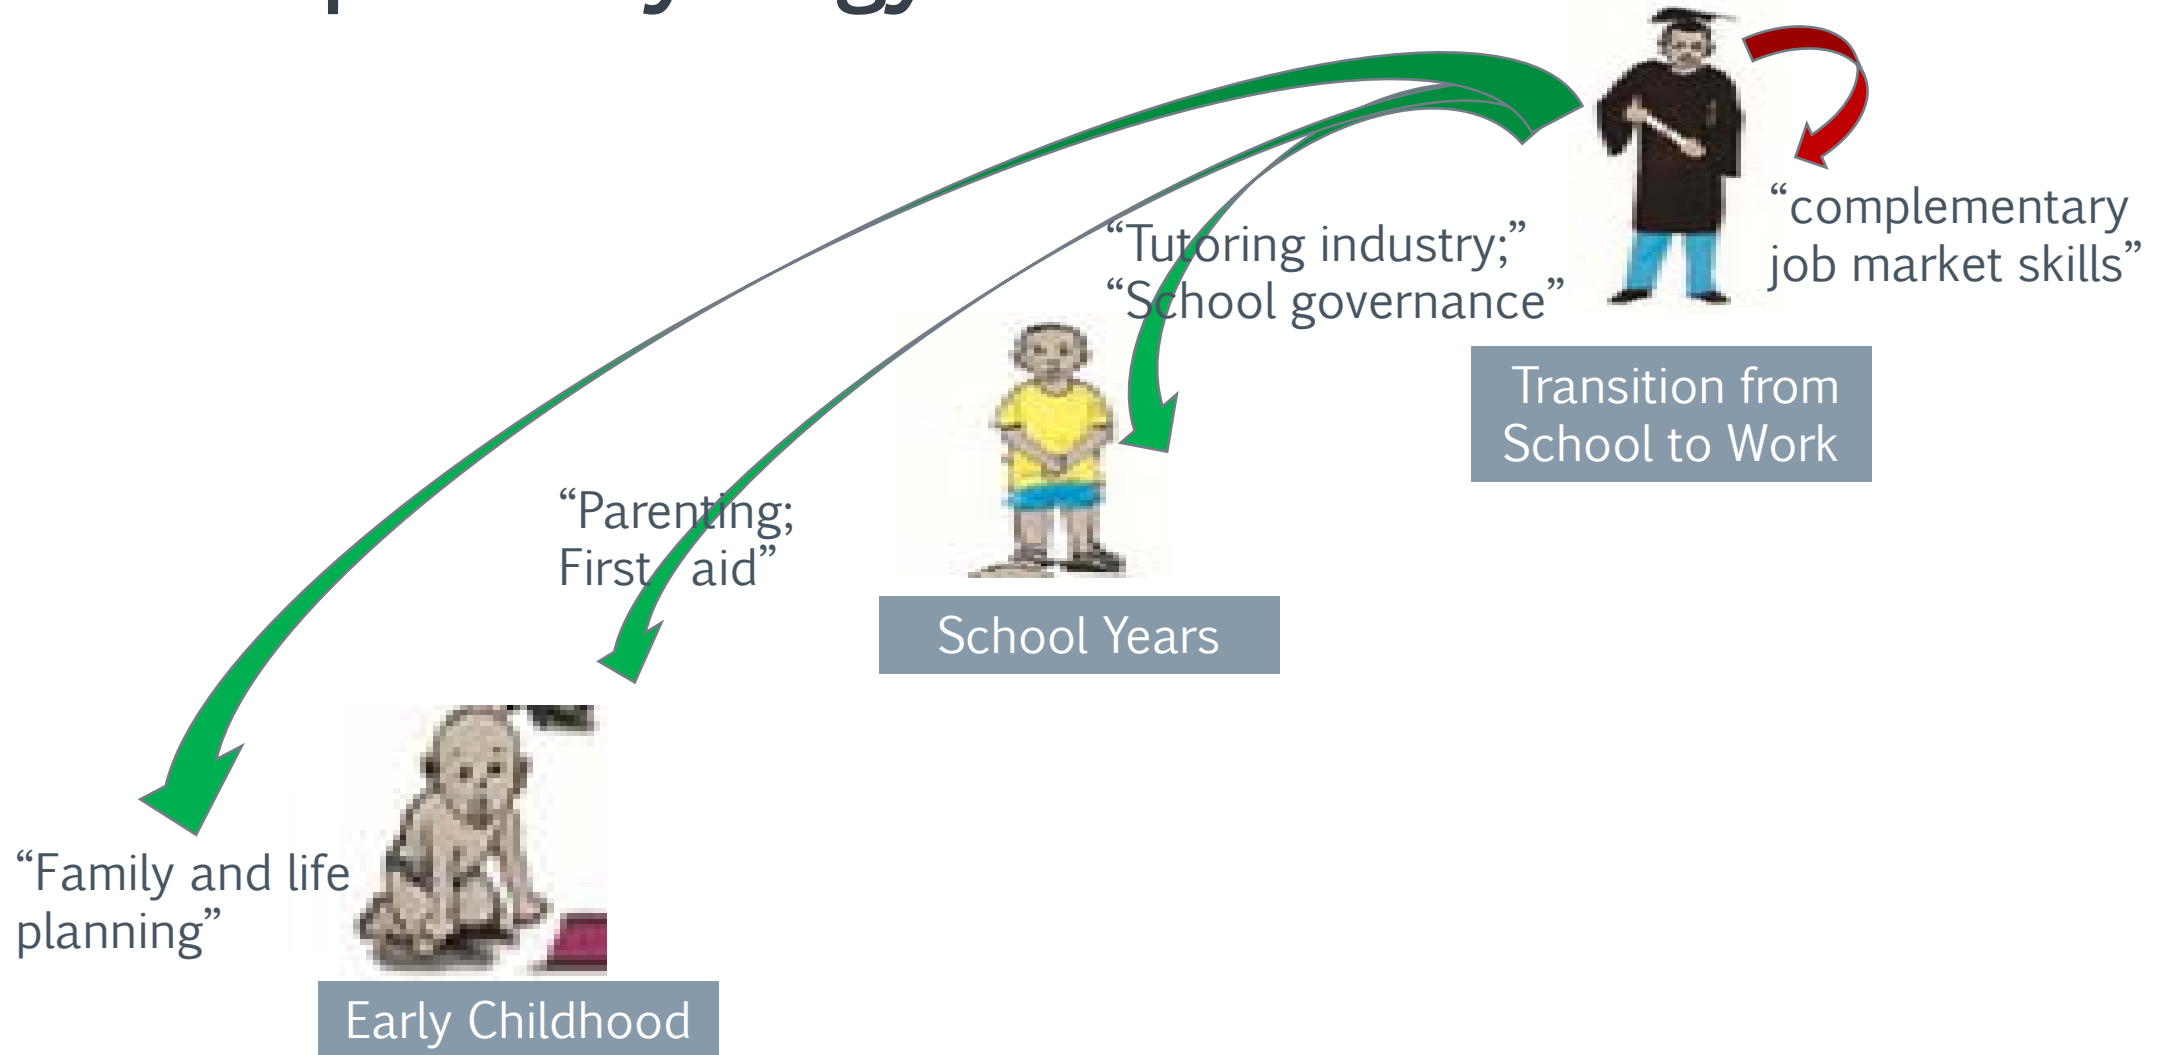 “complementary
job market skills”
“Tutoring industry;”
“School governance”
Transition from
School to Work
“Parenting;
First aid”
School Years
“Family and life
planning”
Early Childhood